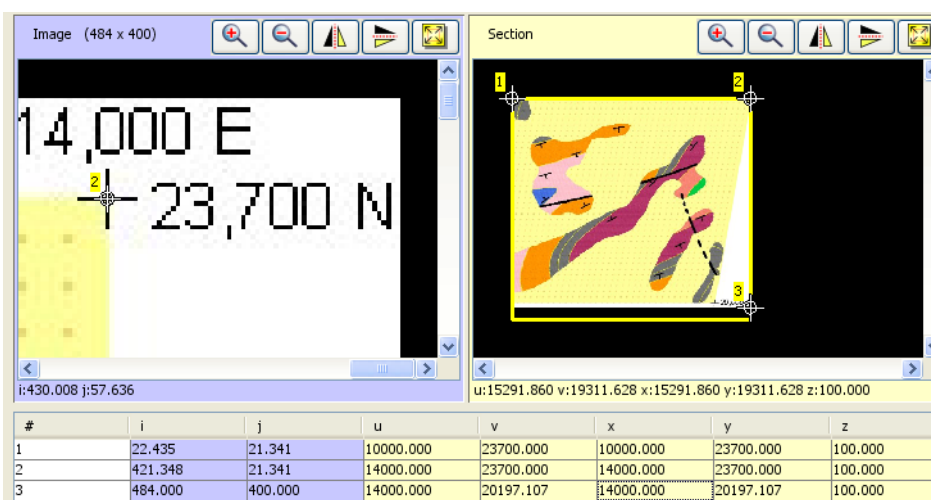 Image (484 x 400)
Section
14,000 E
2
23,700 N
1
2
3
i:430.008 j:57.636
u:15291.860 v:19311.628 x:15291.860 y:19311.628 z:100.000
# i j u v x y z
1 22.435 21.341 10000.000 23700.000 10000.000 23700.000 100.000
2 421.348 21.341 14000.000 23700.000 14000.000 23700.000 100.000
3 484.000 400.000 14000.000 20197.107 14000.000 20197.107 100.000